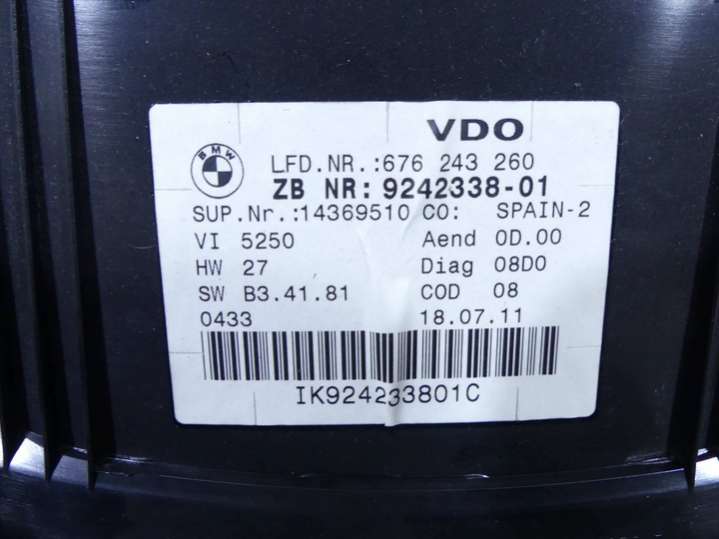 VDO
BMW
LFD.NR.:676 243 260
ZB NR: 9242338-01
SUP.Nr.:14369510 CO: SPAIN-2
VI 5250 Aend 0D.00
HW 27 Diag 08D0
SW B3.41.81 COD 08
0433 18.07.11
IK924233801C